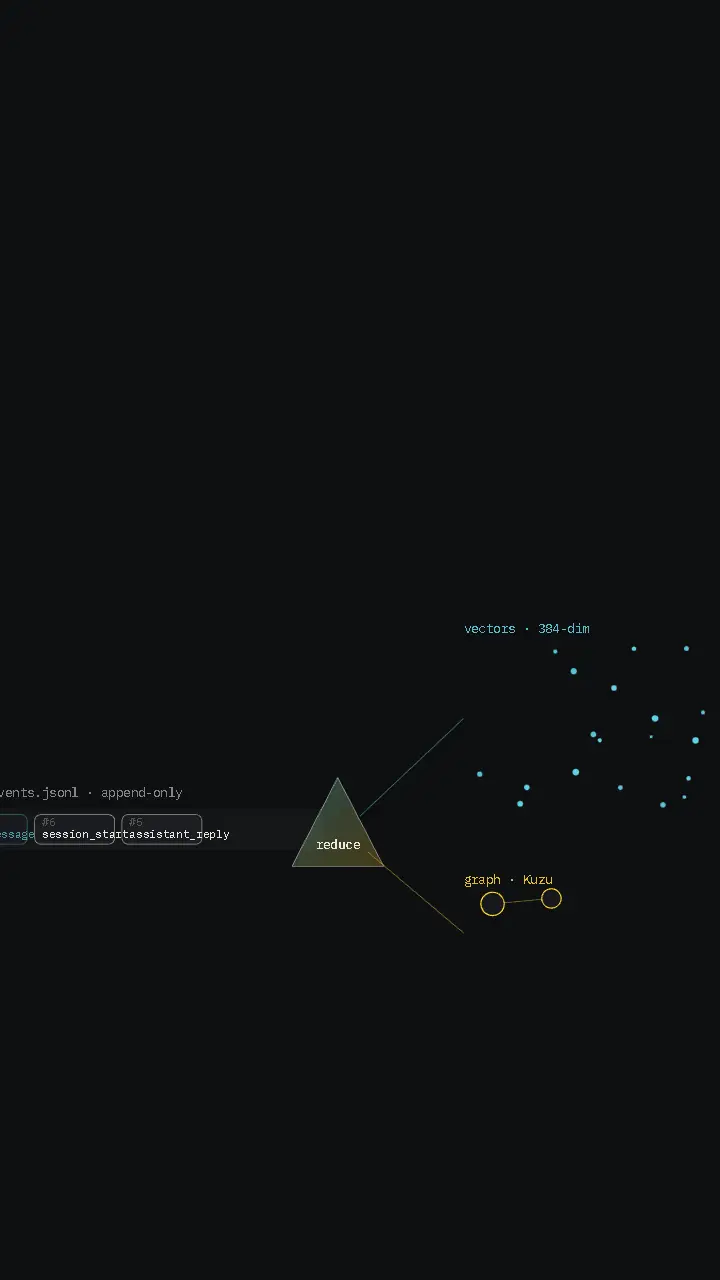 vectors · 384-dim
vents.jsonl · append-only
#6 #5
essage session_start assistant_reply
reduce
graph · Kuzu